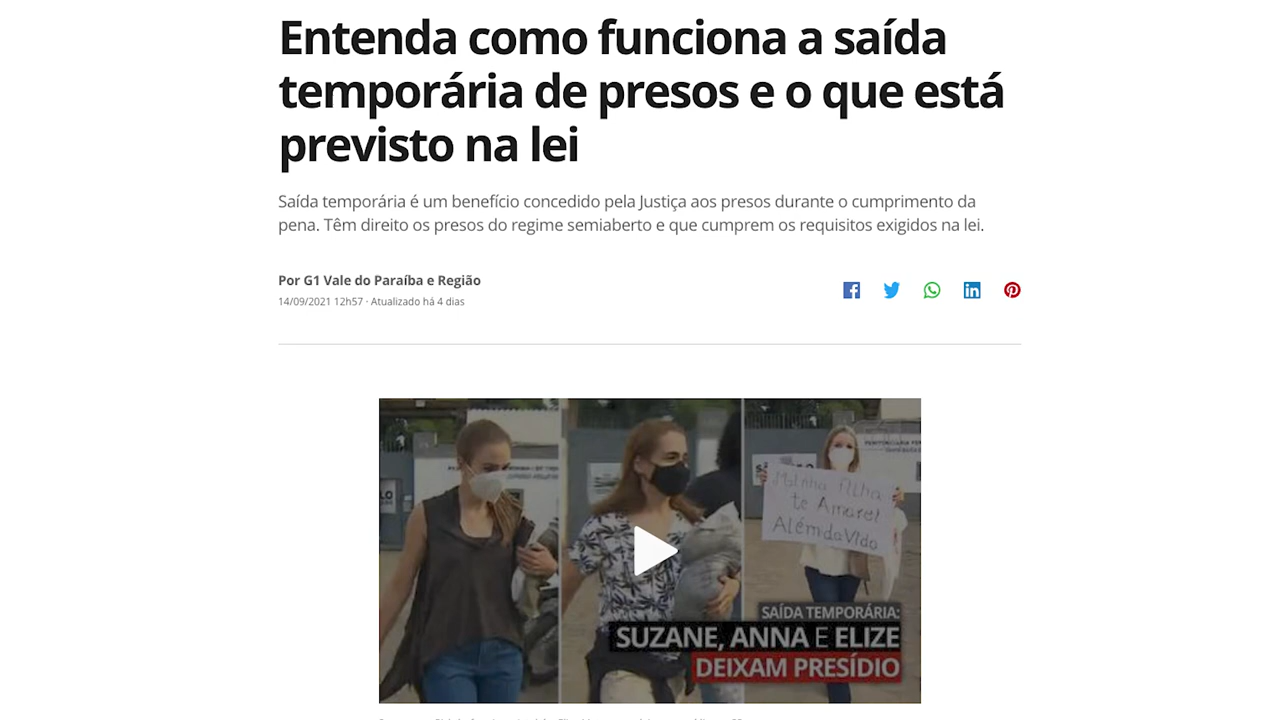 Entenda como funciona a saída
temporária de presos e o que está
previsto na lei
Saída temporária é um benefício concedido pela Justiça aos presos durante o cumprimento da
pena. Têm direito os presos do regime semiaberto e que cumprem os requisitos exigidos na lei.
Por G1 Vale do Paraíba e Região
14/09/2021 12h57 · Atualizado há 4 dias
Minha filha
te Amarei
Além da Vida
SAÍDA TEMPORÁRIA:
SUZANE, ANNA E ELIZE
DEIXAM PRESÍDIO